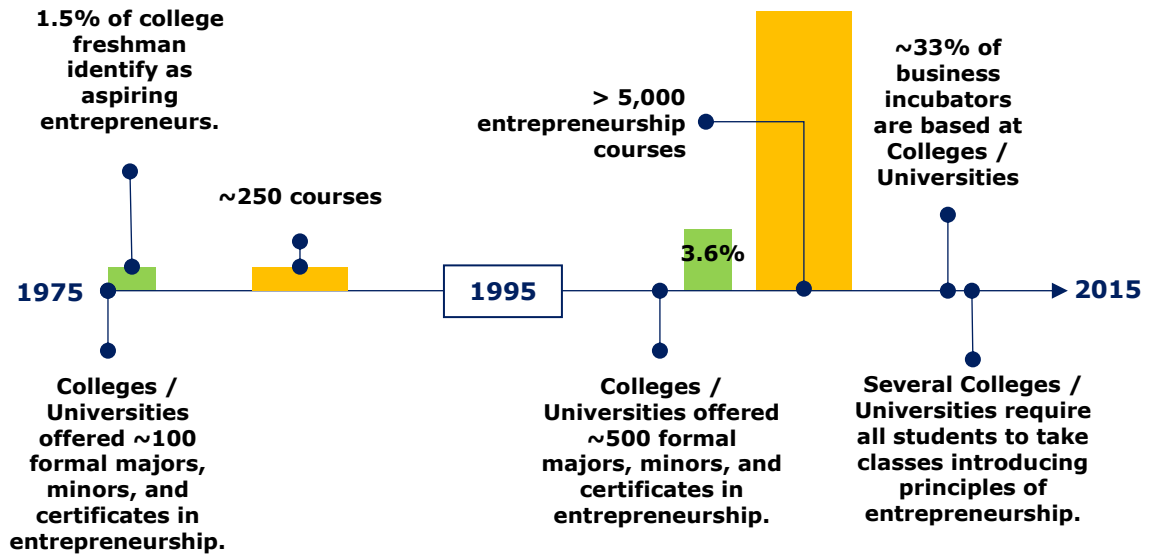 1.5% of college
freshman
identify as
aspiring
entrepreneurs.
~250 courses
> 5,000
entrepreneurship
courses
~33% of
business
incubators
are based at
Colleges /
Universities
3.6%
1975
1995
2015
Colleges /
Universities
offered ~100
formal majors,
minors, and
certificates in
entrepreneurship.
Colleges /
Universities offered
~500 formal
majors, minors, and
certificates in
entrepreneurship.
Several Colleges /
Universities require
all students to take
classes introducing
principles of
entrepreneurship.